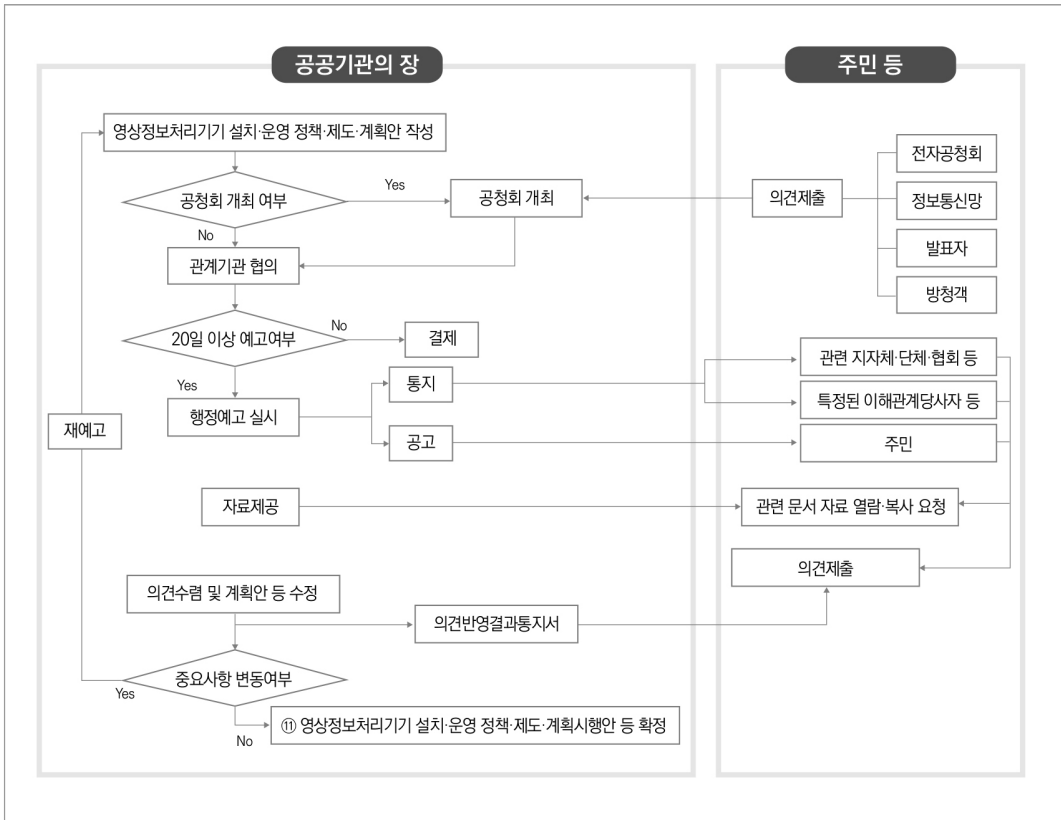 공공기관의 장
주민 등
영상정보처리기기 설치·운영 정책·제도·계획안 작성
공청회 개최 여부
Yes
공청회 개최
의견제출
전자공청회
정보통신망
발표자
방청객
No
관계기관 협의
20일 이상 예고여부
No
결제
Yes
행정예고 실시
통지
공고
관련 지자체·단체·협회 등
특정된 이해관계당사자 등
주민
재예고
자료제공
관련 문서 자료 열람·복사 요청
의견제출
의견수렴 및 계획안 등 수정
의견반영결과통지서
중요사항 변동여부
Yes
No
⑪ 영상정보처리기기 설치·운영 정책·제도·계획시행안 등 확정